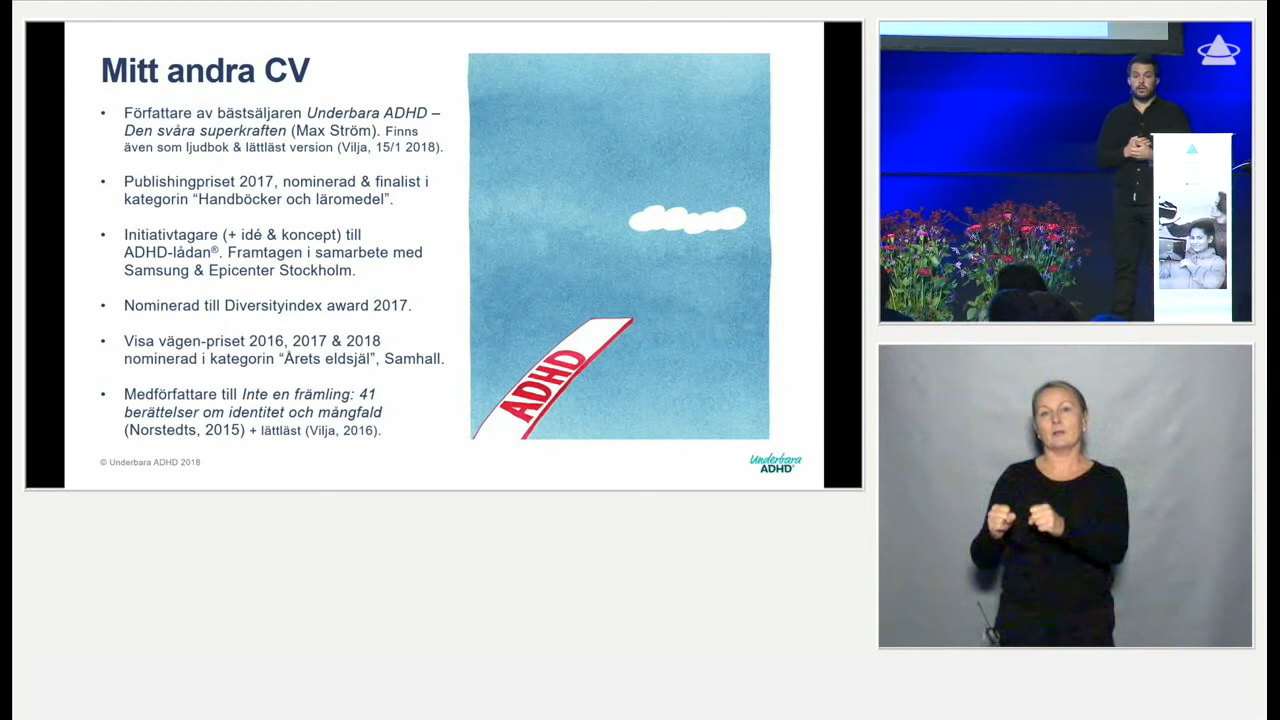 Mitt andra CV
• Författare av bästsäljaren Underbara ADHD –
Den svåra superkraften (Max Ström). Finns
även som ljudbok & lättläst version (Vilja, 15/1 2018).
• Publishingpriset 2017, nominerad & finalist i
kategorin “Handböcker och läromedel”.
• Initiativtagare (+ idé & koncept) till
ADHD-lådan®. Framtagen i samarbete med
Samsung & Epicenter Stockholm.
• Nominerad till Diversityindex award 2017.
• Visa vägen-priset 2016, 2017 & 2018
nominerad i kategorin “Årets eldsjäl”, Samhall.
• Medförfattare till Inte en främling: 41
berättelser om identitet och mångfald
(Norstedts, 2015) + lättläst (Vilja, 2016).
ADHD
© Underbara ADHD 2018
Underbara
ADHD®